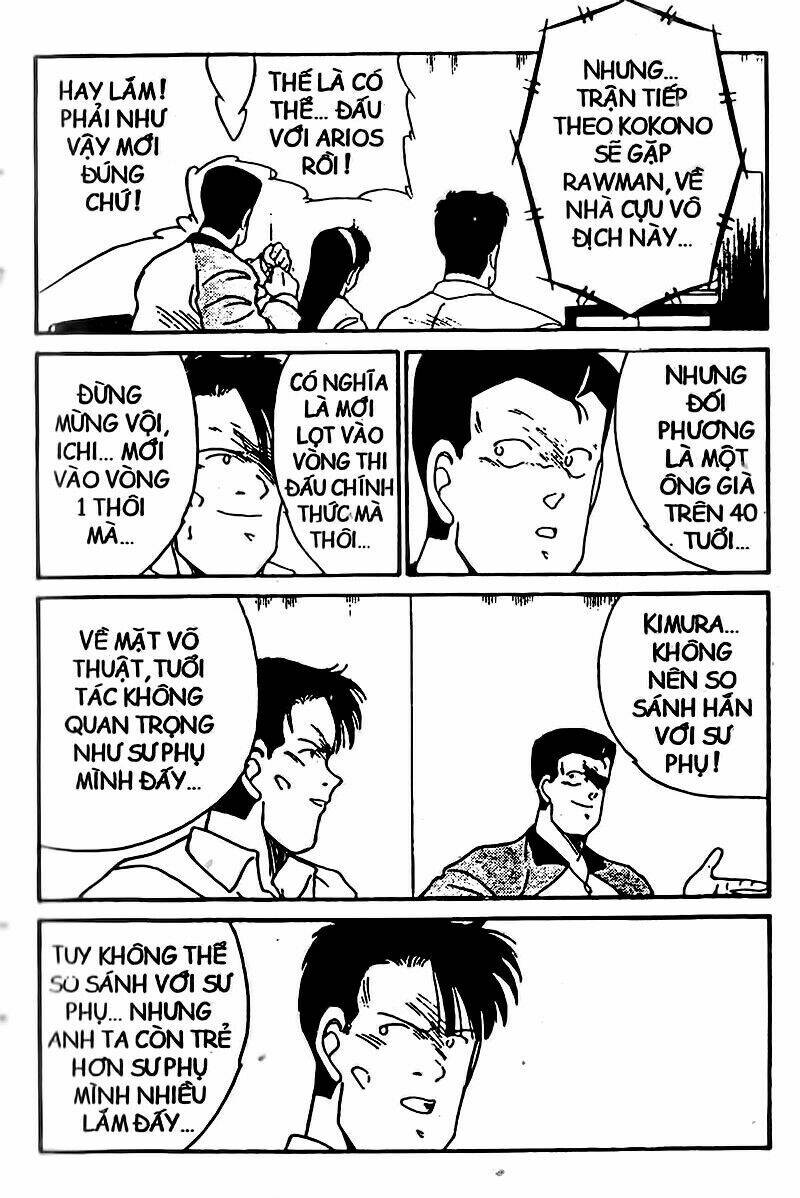 NHƯNG...
TRẬN TIẾP
THEO KOKONO
SẼ GẶP
RAWMAN, VỀ
NHÀ CỰU VÔ
ĐỊCH NÀY...
THẾ LÀ CÓ
THỂ... ĐẤU
VỚI ARIOS
RỒI!
HAY LẮM!
PHẢI NHƯ
VẬY MỚI
ĐÚNG
CHỨ!
NHƯNG
ĐỐI
PHƯƠNG
LÀ MỘT
ÔNG GIÀ
TRÊN 40
TUỔI...
CÓ NGHĨA
LÀ MỚI
LỌT VÀO
VÒNG THI
ĐẤU CHÍNH
THỨC MÀ
THÔI...
ĐỪNG
MỪNG VỘI,
ICHI... MỚI
VÀO VÒNG
1 THÔI
MÀ...
KIMURA...
KHÔNG
NÊN SO
SÁNH HẮN
VỚI SƯ
PHỤ!
VỀ MẶT VÕ
THUẬT, TUỔI
TÁC KHÔNG
QUAN TRỌNG
NHƯ SƯ PHỤ
MÌNH ĐẤY...
TUY KHÔNG THỂ
SO SÁNH VỚI SƯ
PHỤ... NHƯNG
ANH TA CÒN TRẺ
HƠN SƯ PHỤ
MÌNH NHIỀU
LẮM ĐẤY...